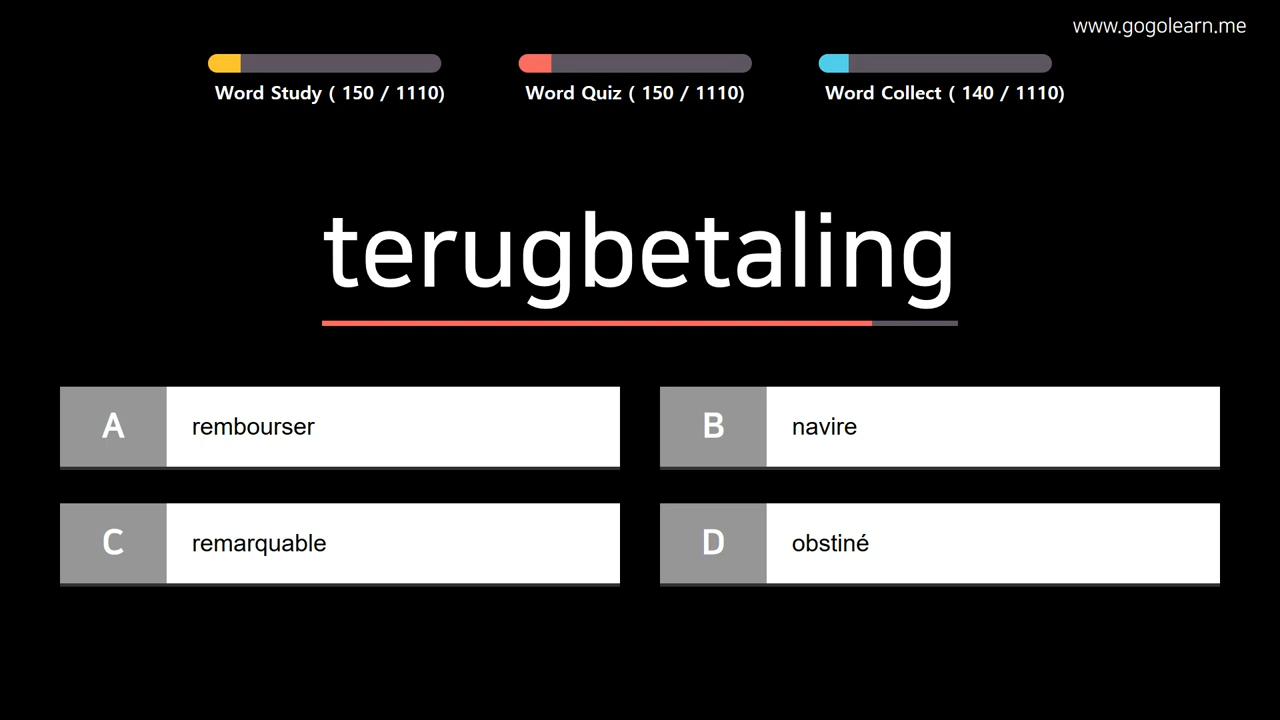 www.gogolearn.me
Word Study ( 150 / 1110)
Word Quiz ( 150 / 1110)
Word Collect ( 140 / 1110)
terugbetaling
A rembourser
B navire
C remarquable
D obstiné